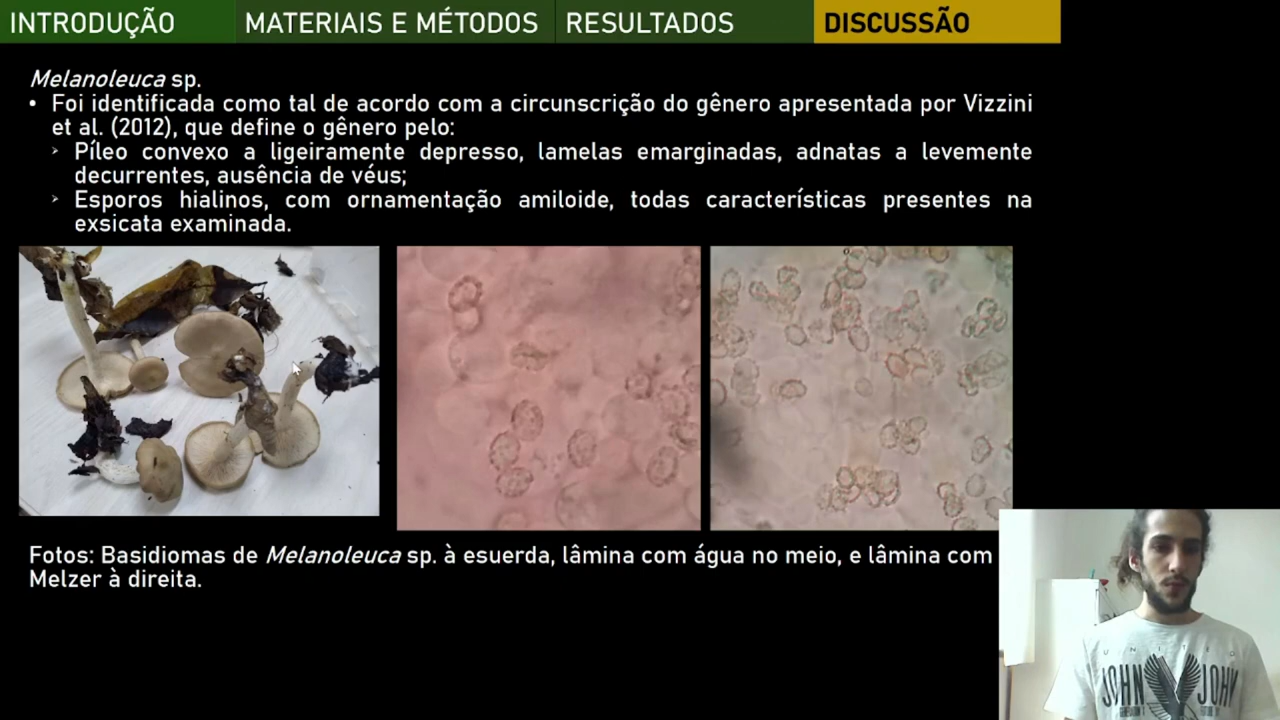 INTRODUÇÃO MATERIAIS E MÉTODOS RESULTADOS DISCUSSÃO
Melanoleuca sp.
• Foi identificada como tal de acordo com a circunscrição do gênero apresentada por Vizzini
et al. (2012), que define o gênero pelo:
Píleo convexo a ligeiramente depresso, lamelas emarginadas, adnatas a levemente
decurrentes, ausência de véus;
Esporos hialinos, com ornamentação amiloide, todas características presentes na
exsicata examinada.
Fotos: Basidiomas de Melanoleuca sp. à esuerda, lâmina com água no meio, e lâmina com
Melzer à direita.
UNITED
JOHN JOHN